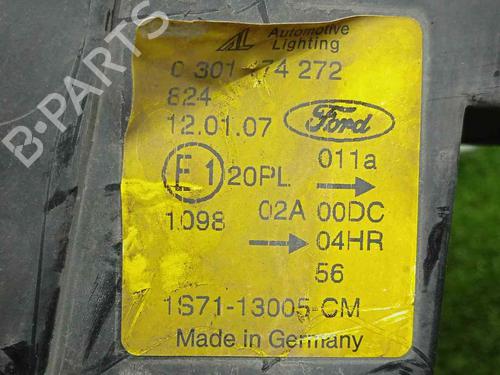 AL Automotive
Lighting
0 301 174 272
824
12.01.07 Ford
E1 20PL 011a
1098 02A 00DC
04HR
56
1S71-13005-CM
Made in Germany
B-PARTS